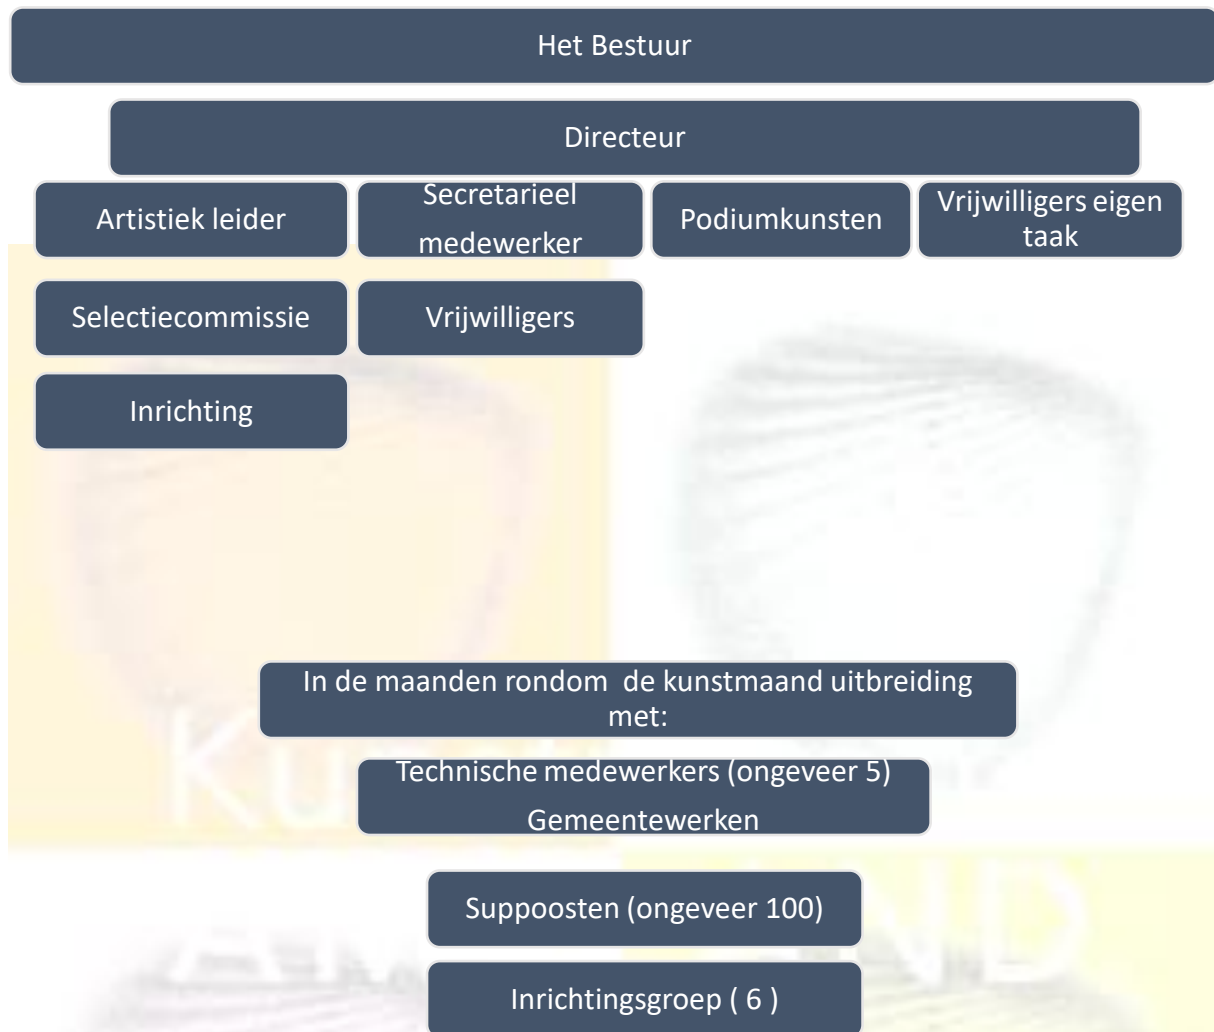 Het Bestuur
Directeur
Artistiek leider
Secretarieel
medewerker
Podiumkunsten
Vrijwilligers eigen
taak
Selectiecommissie
Vrijwilligers
Inrichting
In de maanden rondom  de kunstmaand uitbreiding
met:
Technische medewerkers (ongeveer 5)
Gemeentewerken
Suppoosten (ongeveer 100)
Inrichtingsgroep ( 6 )